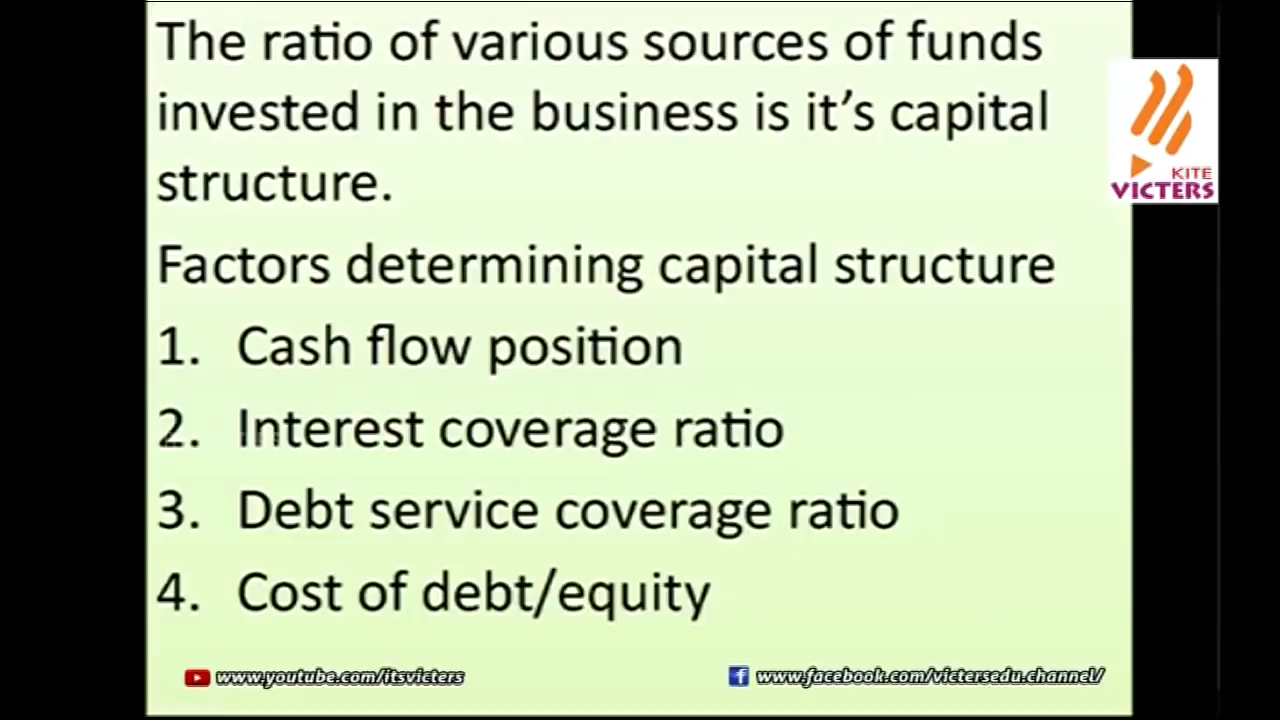 The ratio of various sources of funds
invested in the business is it’s capital
structure.
Factors determining capital structure
1. Cash flow position
2. Interest coverage ratio
3. Debt service coverage ratio
4. Cost of debt/equity
KITE
VICTERS
www.youtube.com/itsvicters
www.facebook.com/victersedu.channel/